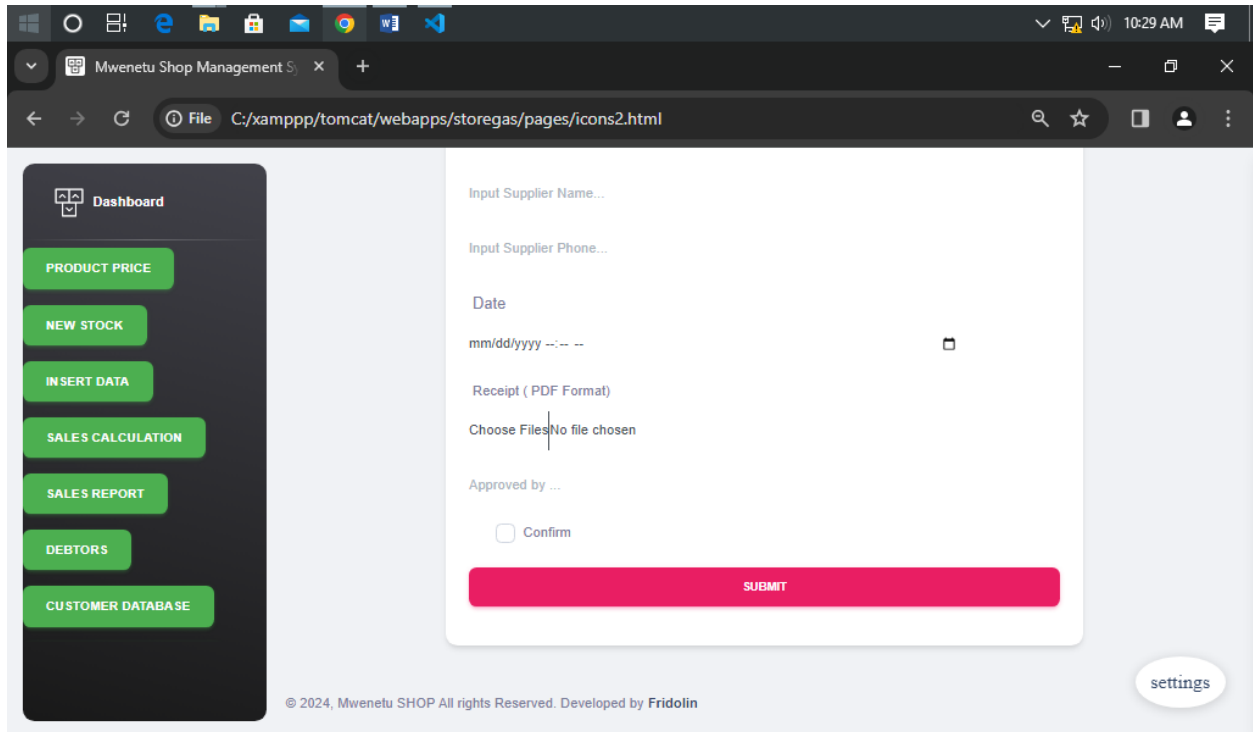 10:29 AM
Mwenetu Shop Management Sy
File C:/xamppp/tomcat/webapps/storegas/pages/icons2.html
Dashboard
PRODUCT PRICE
NEW STOCK
INSERT DATA
SALES CALCULATION
SALES REPORT
DEBTORS
CUSTOMER DATABASE
Input Supplier Name...
Input Supplier Phone...
Date
mm/dd/yyyy --:-- --
Receipt ( PDF Format)
Choose Files No file chosen
Approved by ...
Confirm
SUBMIT
© 2024, Mwenetu SHOP All rights Reserved. Developed by Fridolin
settings